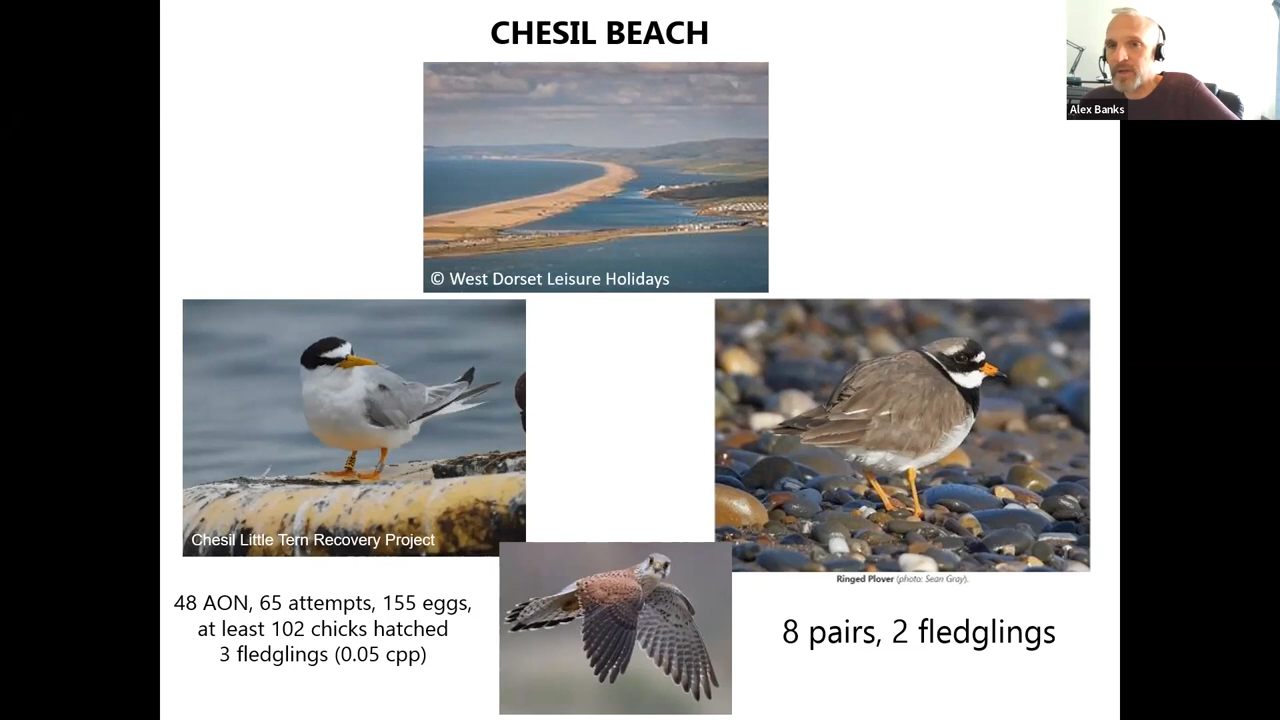 CHESIL BEACH
Alex Banks
© West Dorset Leisure Holidays
Chesil Little Tern Recovery Project
Ringed Plover (photo: Sean Gray).
48 AON, 65 attempts, 155 eggs,
at least 102 chicks hatched
3 fledglings (0.05 cpp)
8 pairs, 2 fledglings